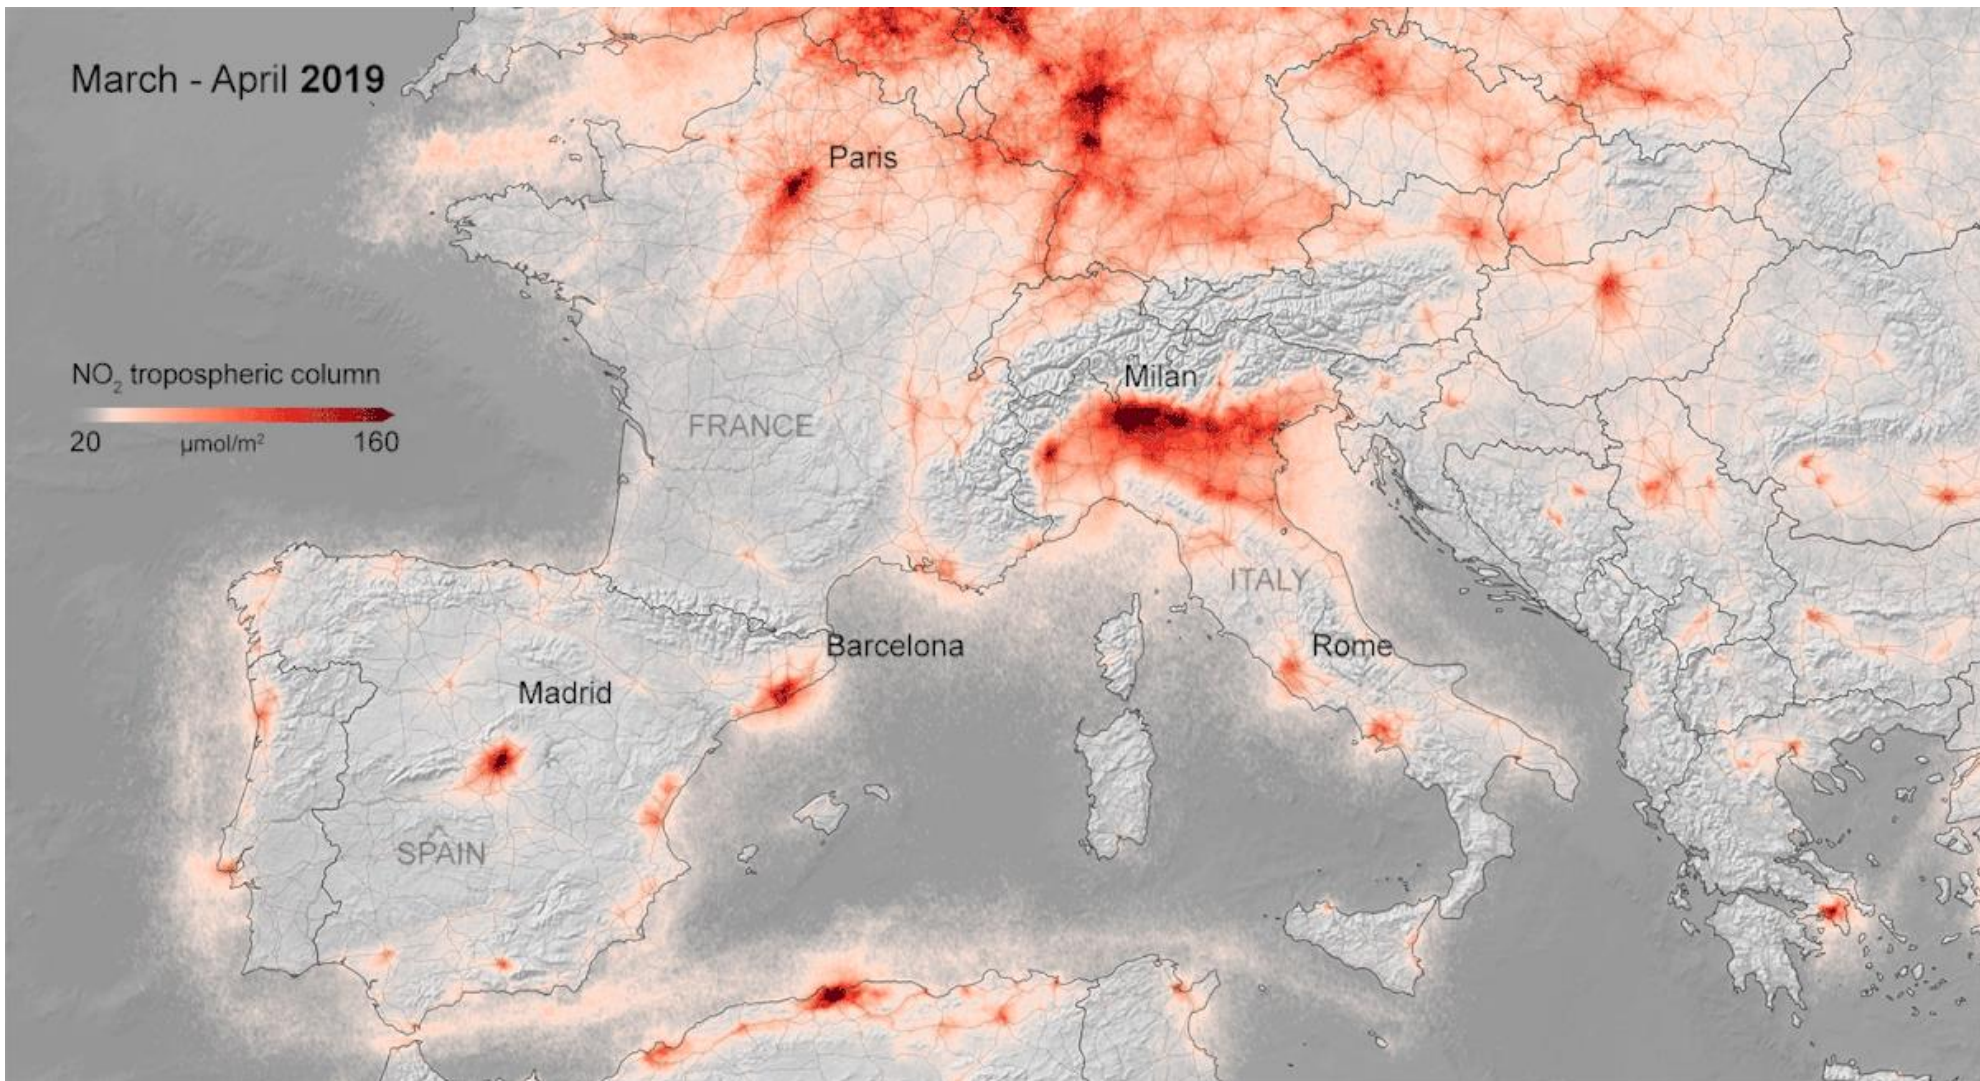 March - April 2019
Paris
NO₂ tropospheric column
20 µmol/m² 160
Milan
FRANCE
ITALY
Barcelona
Rome
Madrid
SPAIN